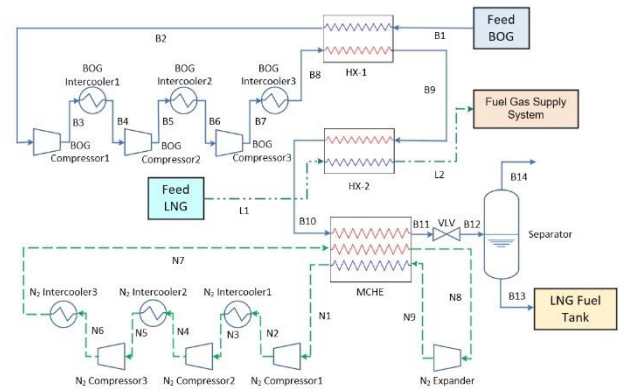 Feed
BOG
B2
B1
BOG
Intercooler1
BOG
Intercooler2
BOG
Intercooler3
B8
HX-1
B9
B3
B4
B5
B6
B7
BOG
Compressor1
BOG
Compressor2
BOG
Compressor3
Fuel Gas Supply
System
Feed
LNG
L1
HX-2
L2
B14
B10
B11
VLV
B12
Separator
N7
MCHE
B13
LNG Fuel
Tank
N2 Intercooler3
N2 Intercooler2
N2 Intercooler1
N1
N9
N8
N6
N5
N4
N3
N2
N2 Compressor3
N2 Compressor2
N2 Compressor1
N2 Expander